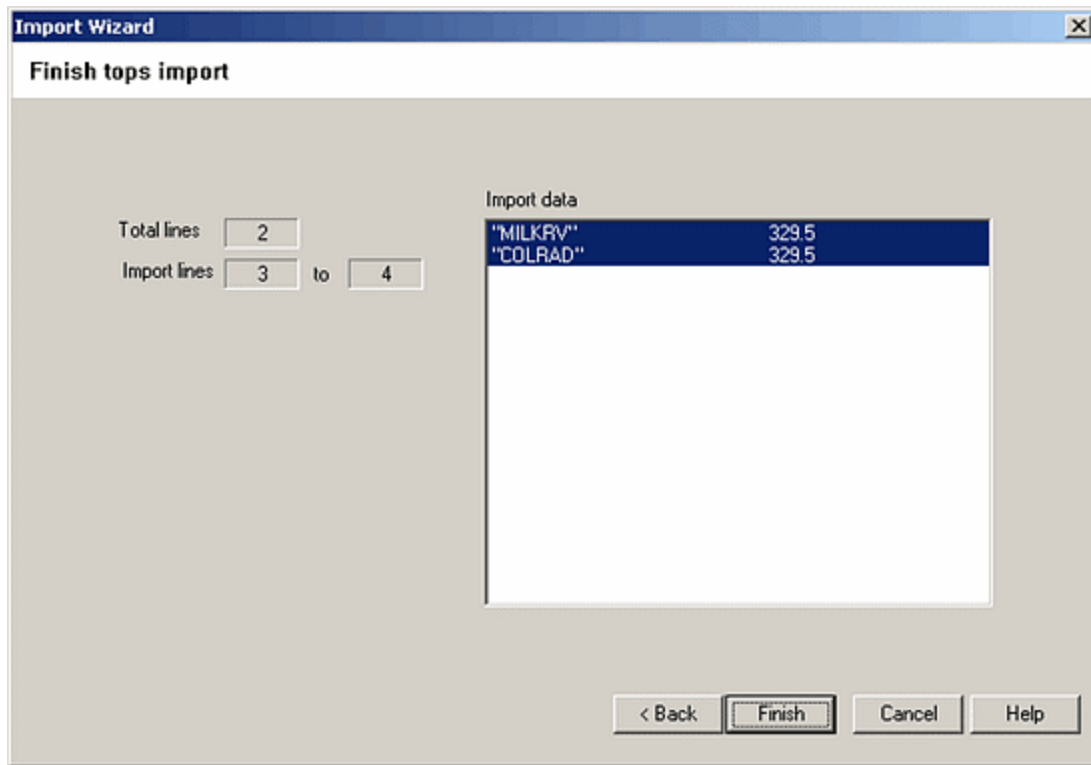 Import Wizard
Finish tops import
Import data
Total lines 2
Import lines 3 to 4
"MILKRV" 329.5
"COLRAD" 329.5
< Back Finish Cancel Help